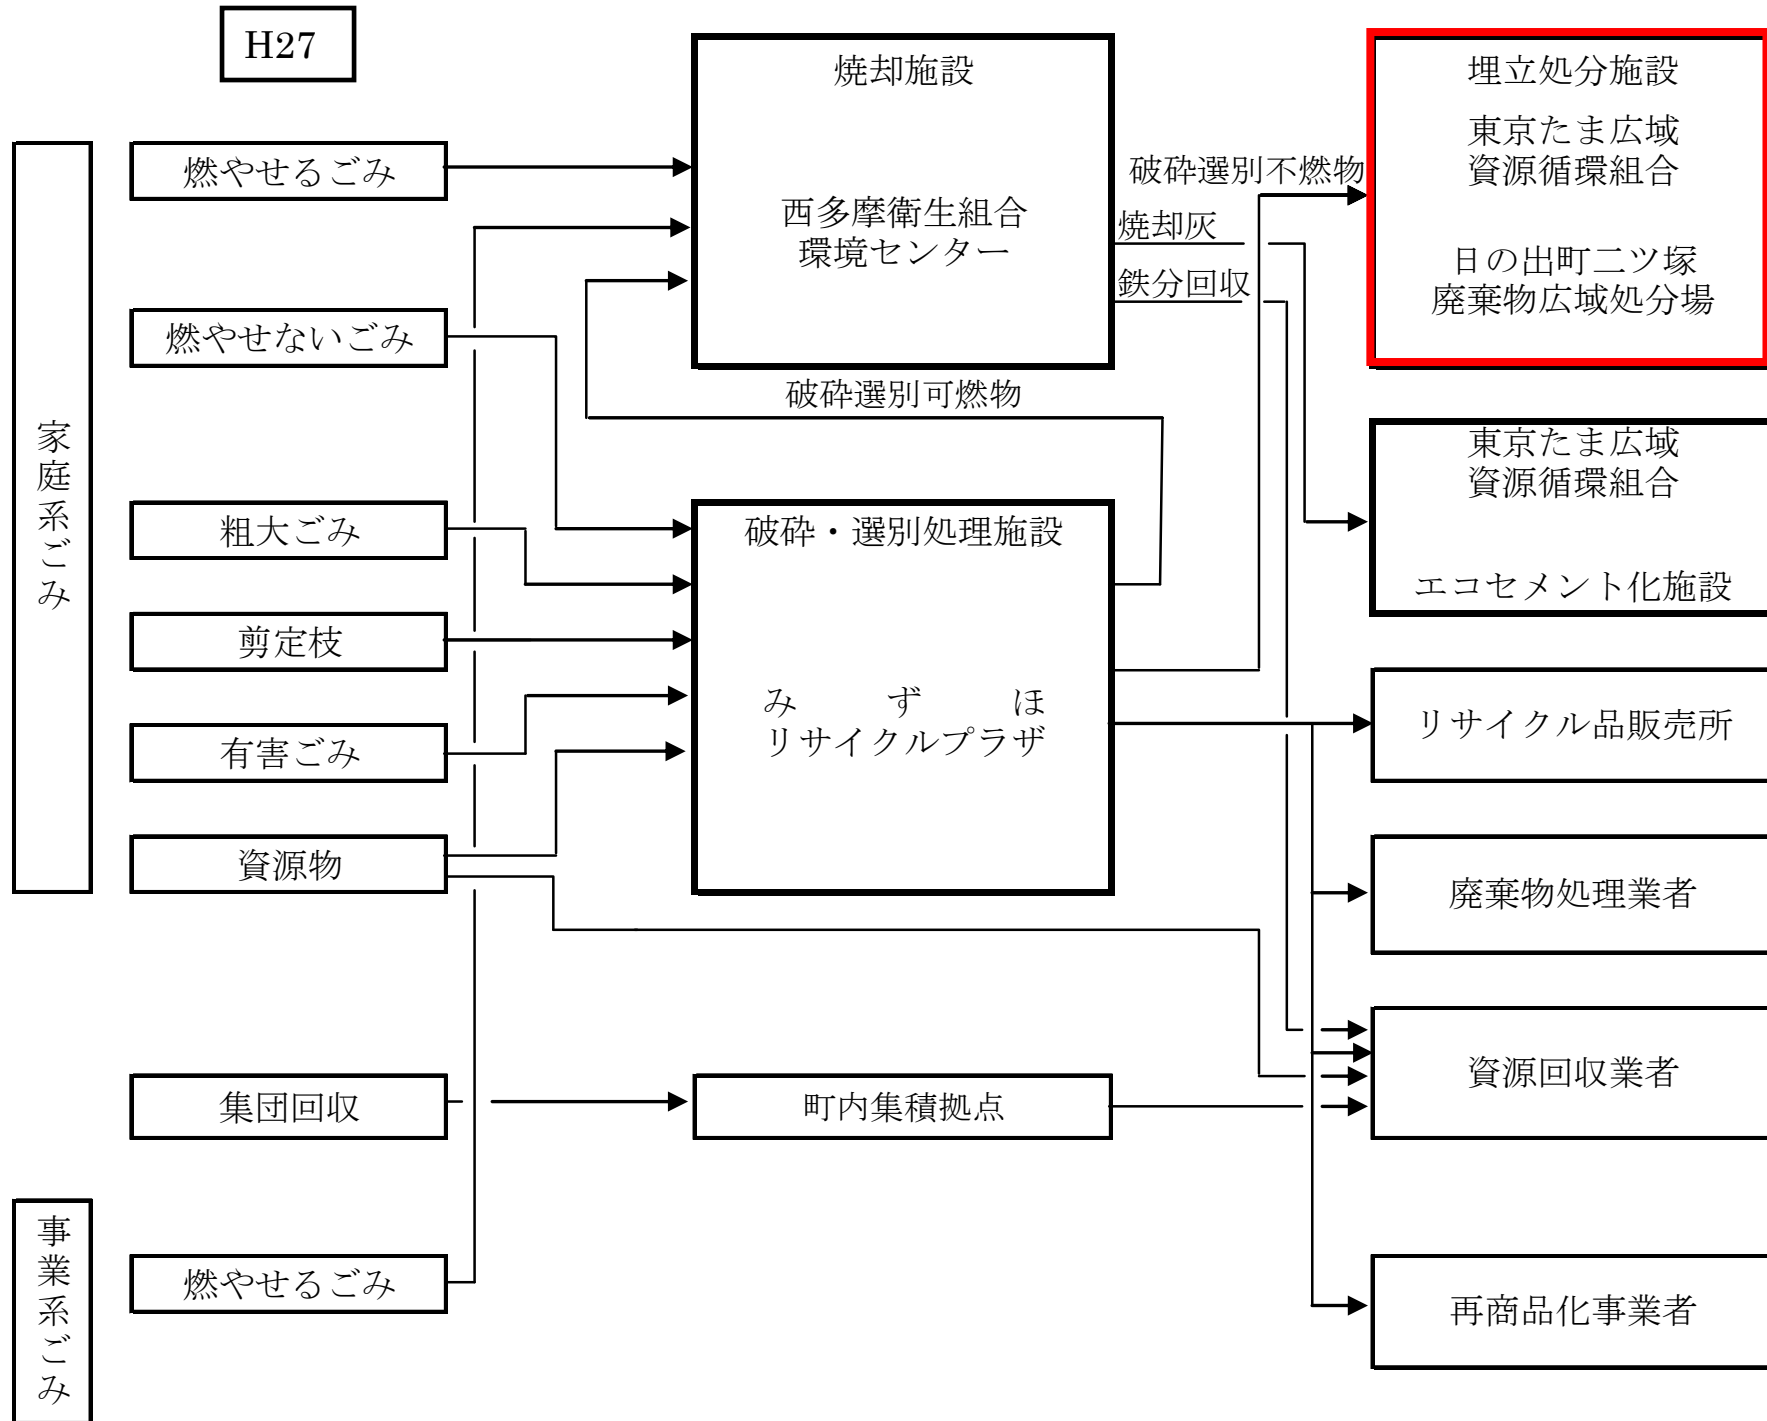 H27
家庭系ごみ
燃やせるごみ
燃やせないごみ
粗大ごみ
剪定枝
有害ごみ
資源物
集団回収
事業系ごみ
燃やせるごみ
焼却施設
西多摩衛生組合
環境センター
破砕選別可燃物
破砕・選別処理施設
みずほ
リサイクルプラザ
町内集積拠点
破砕選別不燃物
焼却灰
鉄分回収
埋立処分施設
東京たま広域
資源循環組合
日の出町二ツ塚
廃棄物広域処分場
東京たま広域
資源循環組合
エコセメント化施設
リサイクル品販売所
廃棄物処理業者
資源回収業者
再商品化事業者